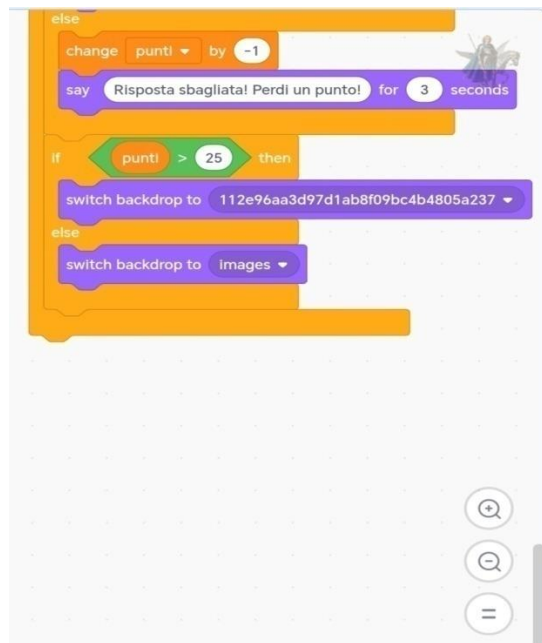 else
change punti by -1
say Risposta sbagliata! Perdi un punto! for 3 seconds
if punti > 25 then
switch backdrop to 112e96aa3d97d1ab8f09bc4b4805a237
else
switch backdrop to images
=